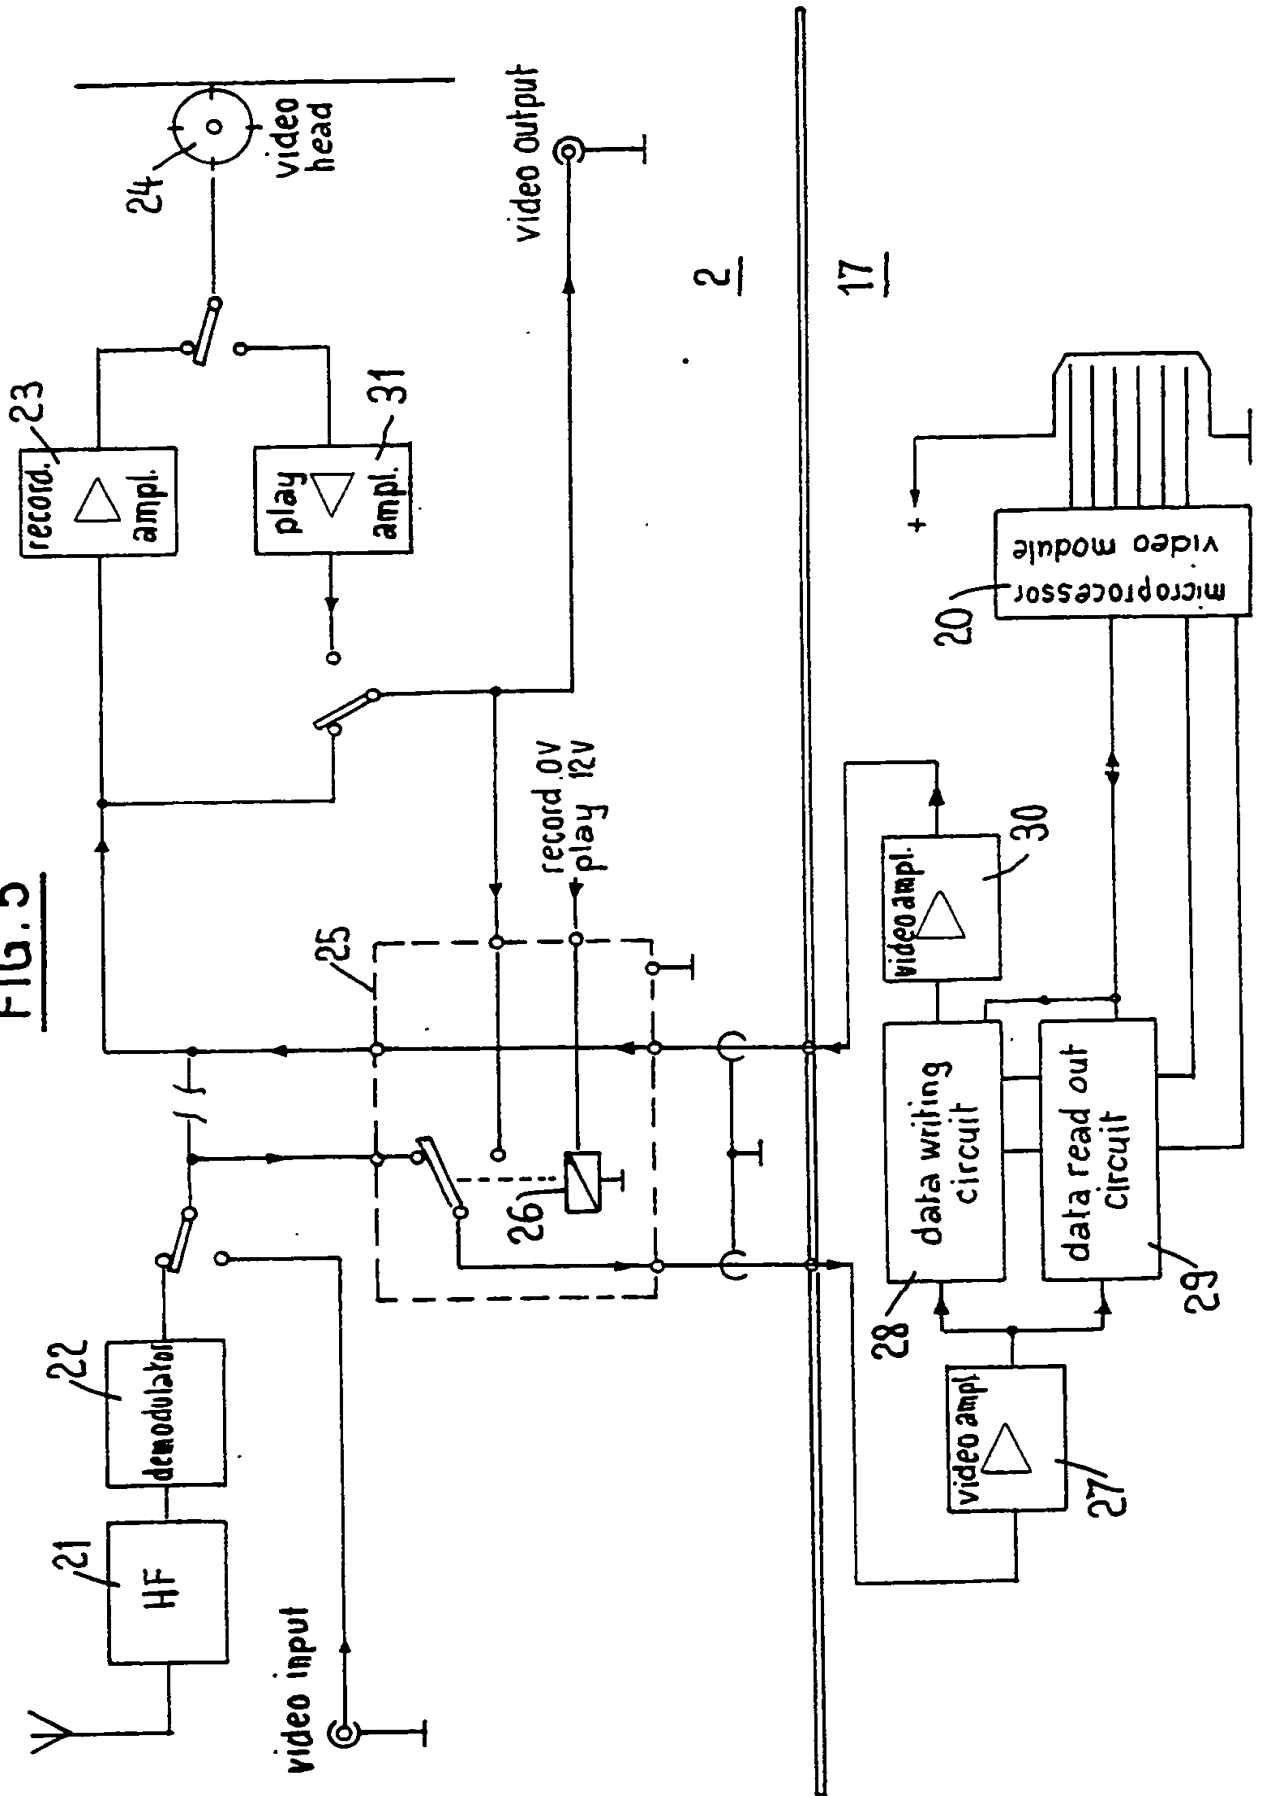 FIG. 5
21
HF
22
demodulator
video input
23
record.
ampl.
31
play
ampl.
24
video
head
video output
25
26
record 0V
play 12V
2
17
27
video ampl.
28
data writing
circuit
29
data read out
circuit
30
video ampl.
20
microprocessor
video module
+